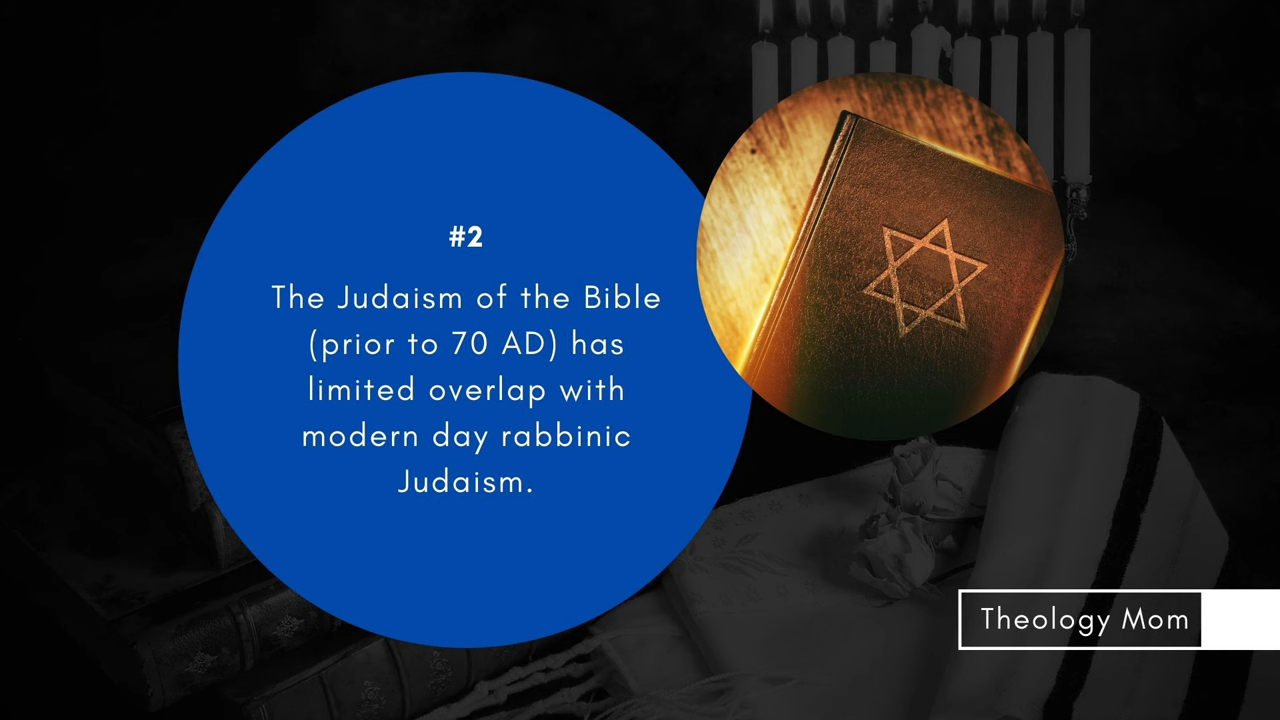 #2
The Judaism of the Bible
(prior to 70 AD) has
limited overlap with
modern day rabbinic
Judaism.
Theology Mom